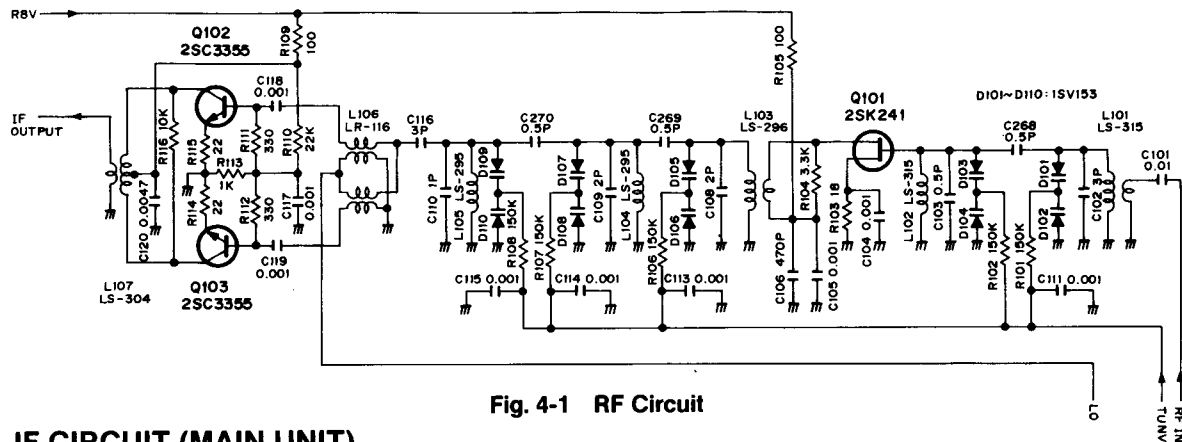 R8V
Q102
2SC3355
R109
100
R105 100
C118
0.001
L106
LR-116
C116
3P
C270
0.5P
C269
0.5P
L103
LS-296
Q101
2SK241
D101~D110:1SV153
C268
0.5P
L101
LS-315
C101
0.01
IF
OUTPUT
R116 10K
R115
22
R111
330
R110
22K
R113
1K
R114
22
R112
330
C117
0.001
C120 0.0047
C119
0.001
L107
LS-304
Q103
2SC3355
C110 1P
L105 LS-295
D109
D110
R108 150K
D107
D108
R107 150K
C109 2P
L104 LS-295
D105
D106
R106 150K
C108 2P
R104 3.3K
R103 18
C104 0.001
L102 LS-315
C103 0.5P
D103
D104
R102 150K
D101
D102
R101 150K
C102 3P
C115 0.001
C114 0.001
C113 0.001
C106 470P
C105 0.001
C111 0.001
LO
TUNV
RF IN
Fig. 4-1 RF Circuit
IF CIRCUIT (MAIN UNIT)